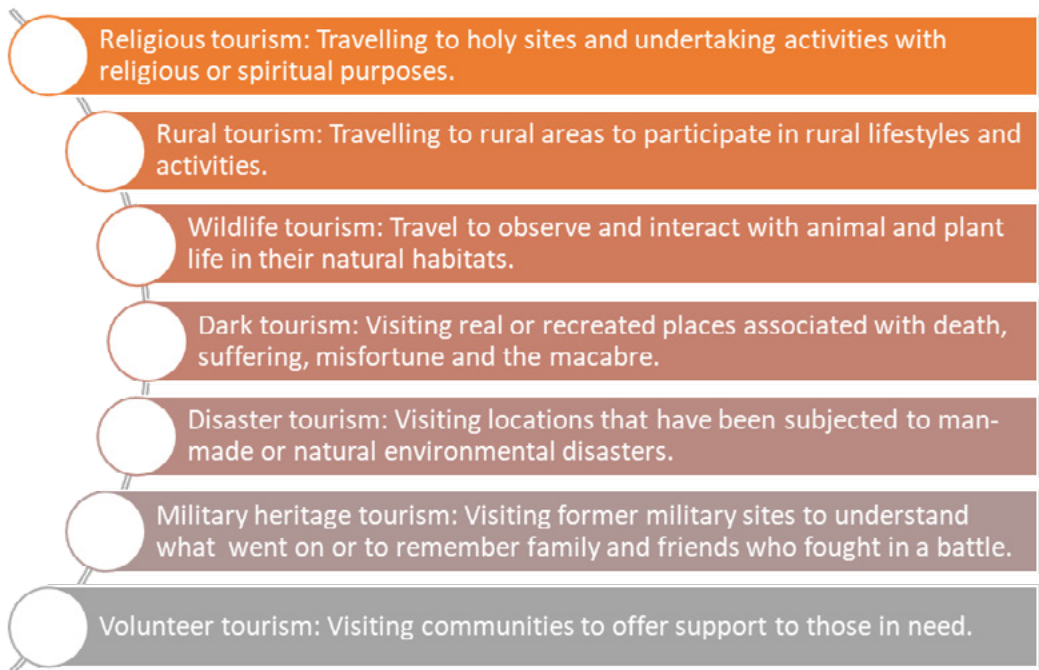 Religious tourism: Travelling to holy sites and undertaking activities with
religious or spiritual purposes.
Rural tourism: Travelling to rural areas to participate in rural lifestyles and
activities.
Wildlife tourism: Travel to observe and interact with animal and plant
life in their natural habitats.
Dark tourism: Visiting real or recreated places associated with death,
suffering, misfortune and the macabre.
Disaster tourism: Visiting locations that have been subjected to man-
made or natural environmental disasters.
Military heritage tourism: Visiting former military sites to understand
what went on or to remember family and friends who fought in a battle.
Volunteer tourism: Visiting communities to offer support to those in need.